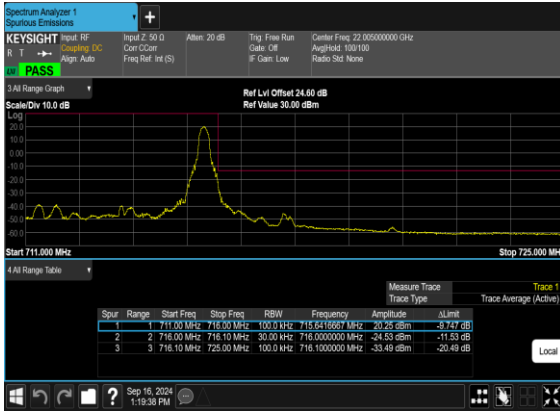 Spectrum Analyzer 1
Spurious Emissions
+
KEYSIGHT Input: RF Input Z: 50 Ω Atten: 20 dB Trig: Free Run Center Freq: 22.005000000 GHz
R T Coupling: DC Corr CCorr Gate: Off Avg|Hold: 100/100
Align: Auto Freq Ref: Int (S) IF Gain: Low Radio Std: None
PASS
3 All Range Graph
Ref Lvl Offset 24.60 dB
Scale/Div 10.0 dB Ref Value 30.00 dBm
Log
20.0
10.0
0.00
-10.0
-20.0
-30.0
-40.0
-50.0
-60.0
Start 711.000 MHz Stop 725.000 MH
4 All Range Table
Measure Trace Trace 1
Trace Type Trace Average (Active)
Spur Range Start Freq Stop Freq RBW Frequency Amplitude ΔLimit
1 1 711.00 MHz 716.00 MHz 100.0 kHz 715.6416667 MHz 20.25 dBm -9.747 dB
2 2 716.00 MHz 716.10 MHz 30.00 kHz 716.0000000 MHz -24.53 dBm -11.53 dB
3 3 716.10 MHz 725.00 MHz 100.0 kHz 716.1000000 MHz -33.49 dBm -20.49 dB
Local
?
Sep 16, 2024
1:19:38 PM